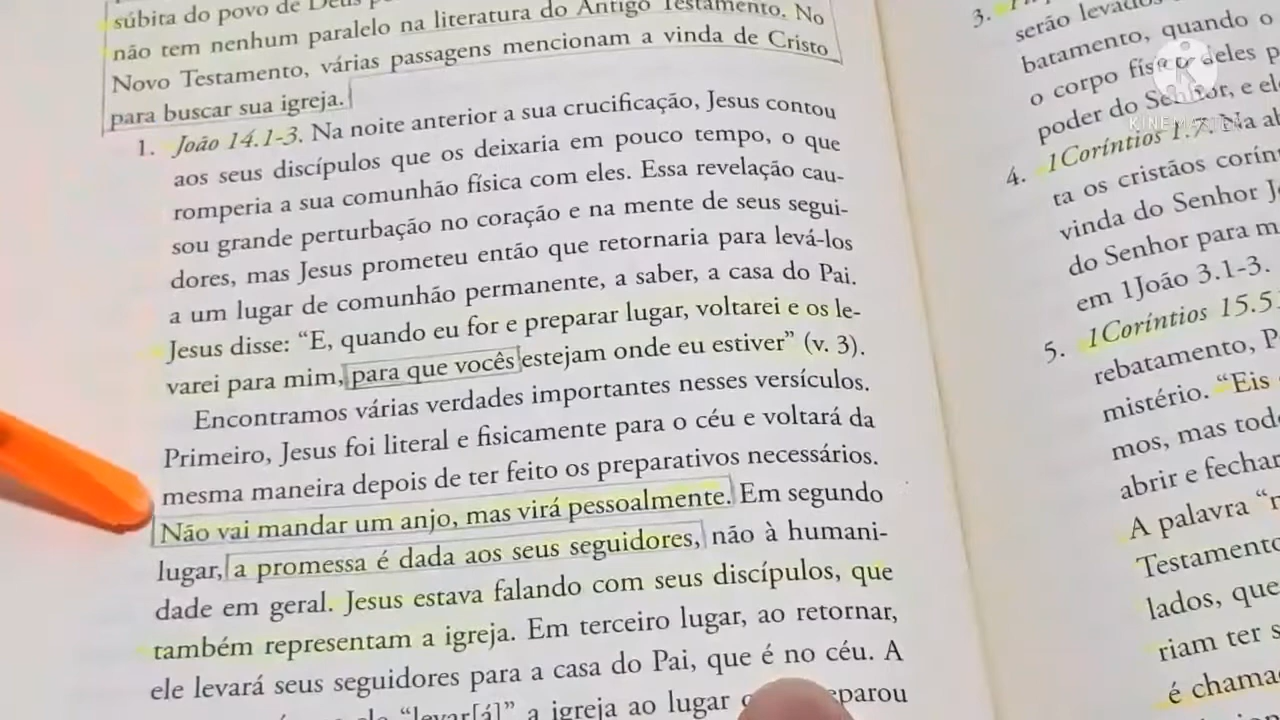 súbita do povo de Deus
não tem nenhum paralelo na literatura do Antigo Testamento. No
Novo Testamento, várias passagens mencionam a vinda de Cristo
para buscar sua igreja.
1. João 14.1-3. Na noite anterior a sua crucificação, Jesus contou
aos seus discípulos que os deixaria em pouco tempo, o que
romperia a sua comunhão física com eles. Essa revelação cau-
sou grande perturbação no coração e na mente de seus segui-
dores, mas Jesus prometeu então que retornaria para levá-los
a um lugar de comunhão permanente, a saber, a casa do Pai.
Jesus disse: “E, quando eu for e preparar lugar, voltarei e os le-
varei para mim, para que vocês estejam onde eu estiver” (v. 3).
Encontramos várias verdades importantes nesses versículos.
Primeiro, Jesus foi literal e fisicamente para o céu e voltará da
mesma maneira depois de ter feito os preparativos necessários.
Não vai mandar um anjo, mas virá pessoalmente. Em segundo
lugar, a promessa é dada aos seus seguidores, não à humani-
dade em geral. Jesus estava falando com seus discípulos, que
também representam a igreja. Em terceiro lugar, ao retornar,
ele levará seus seguidores para a casa do Pai, que é no céu. A
“levar[á]” a igreja ao lugar
3.
serão levados
batamento, quando o
o corpo físico deles
poder do Senhor, e
4. 1Coríntios 1.7.
ta os cristãos
vinda do Senhor
do Senhor para
em 1João 3.1-3.
5. 1Coríntios 15.5
rebatamento,
mistério. “Eis
mos, mas
abrir e
A palavra
Testamento
lados, que
riam ter
é
K
KINEMASTER